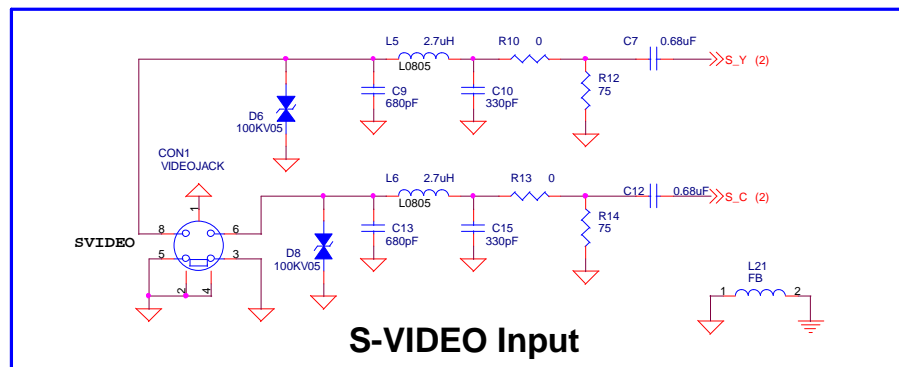 L5 2.7uH
L0805
R10 0
C7 0.68uF
S_Y (2)
C9
680pF
C10
330pF
R12
75
D6
100KV05
CON1
VIDEOJACK
1
L6 2.7uH
L0805
R13 0
C12 0.68uF
S_C (2)
8 6
SVIDEO
5 3
2 4
D8
100KV05
C13
680pF
C15
330pF
R14
75
L21
FB
1 2
S-VIDEO Input